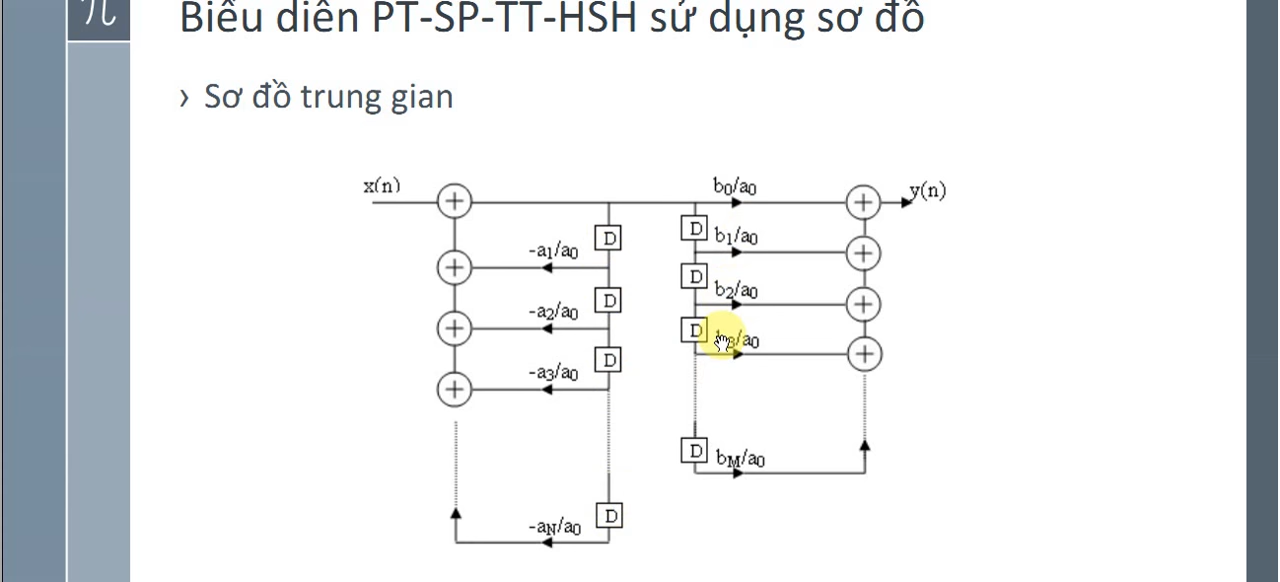 π
Biểu diễn PT-SP-TT-HSH sử dụng sơ đồ
› Sơ đồ trung gian
x(n)
b0/a0
y(n)
D
D
b1/a0
-a1/a0
D
b2/a0
-a2/a0
D
D
/a0
-a3/a0
D
D
bM/a0
-aN/a0
D